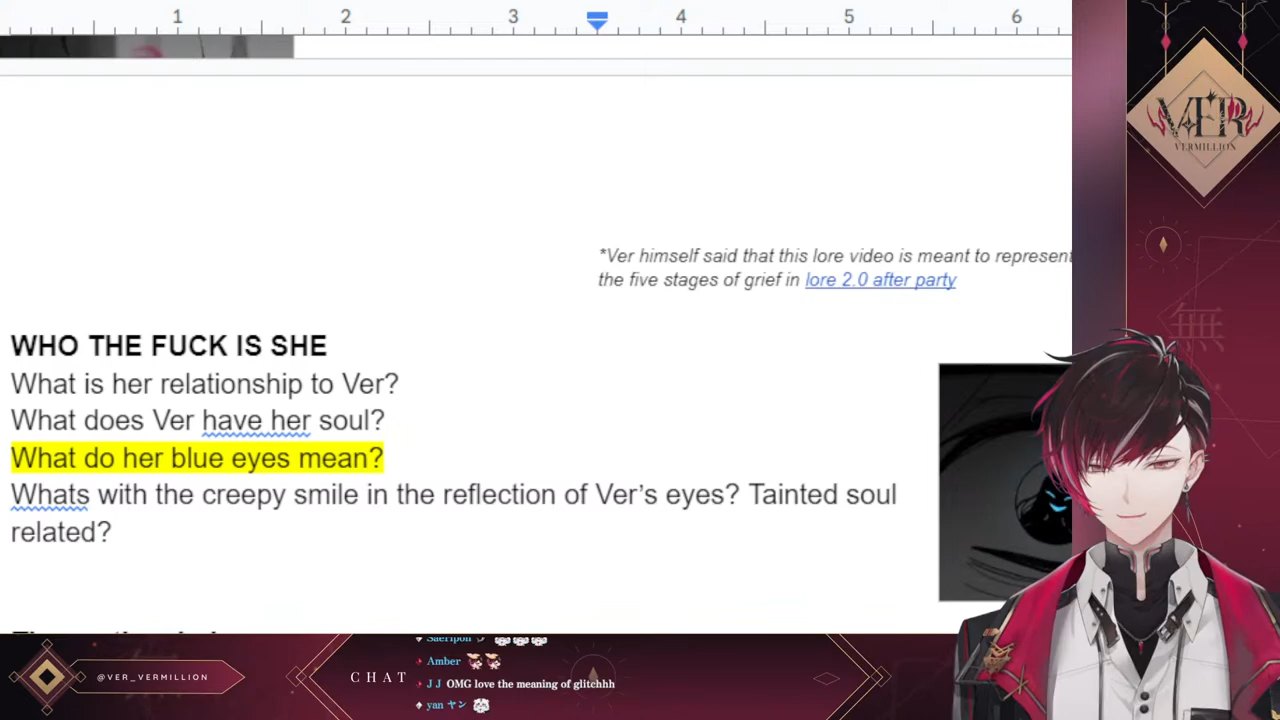 1 2 3 4 5 6
VER
VERMILLION
*Ver himself said that this lore video is meant to represent
the five stages of grief in lore 2.0 after party
WHO THE FUCK IS SHE
What is her relationship to Ver?
What does Ver have her soul?
What do her blue eyes mean?
Whats with the creepy smile in the reflection of Ver’s eyes? Tainted soul
related?
無
@VER_VERMILLION
CHAT
Amber
J J OMG love the meaning of glitchhh
yan ヤン